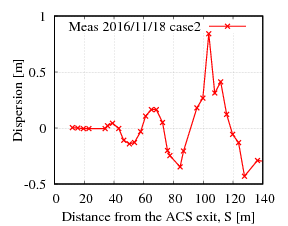 1
Meas 2016/11/18 case2
0.5
Dispersion [m]
0
-0.5
0 20 40 60 80 100 120 140
Distance from the ACS exit, S [m]